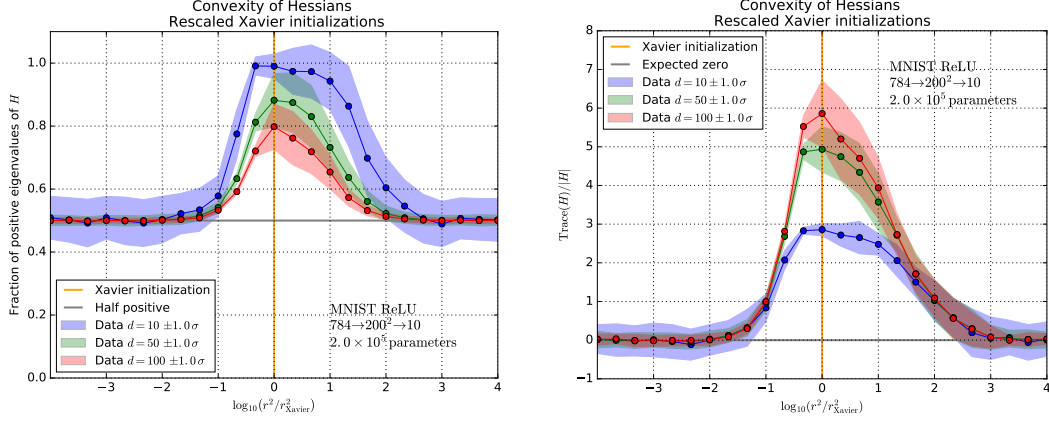 Convexity of Hessians
Rescaled Xavier initializations
Fraction of positive eigenvalues of H
1.0
0.8
0.6
0.4
0.2
0.0
Xavier initialization
Half positive
Data d = 10 ±1.0 σ
Data d = 50 ±1.0 σ
Data d = 100 ±1.0 σ
MNIST ReLU
784→200²→10
2.0 × 10⁵ parameters
−3 −2 −1 0 1 2 3 4
log₁₀(r²/r²_Xavier)
Convexity of Hessians
Rescaled Xavier initializations
Trace(H)/|H|
8
7
6
5
4
3
2
1
0
−1
Xavier initialization
Expected zero
Data d = 10 ± 1.0 σ
Data d = 50 ± 1.0 σ
Data d = 100 ± 1.0 σ
MNIST ReLU
784→200²→10
2.0 × 10⁵ parameters
−3 −2 −1 0 1 2 3 4
log₁₀(r²/r²_Xavier)